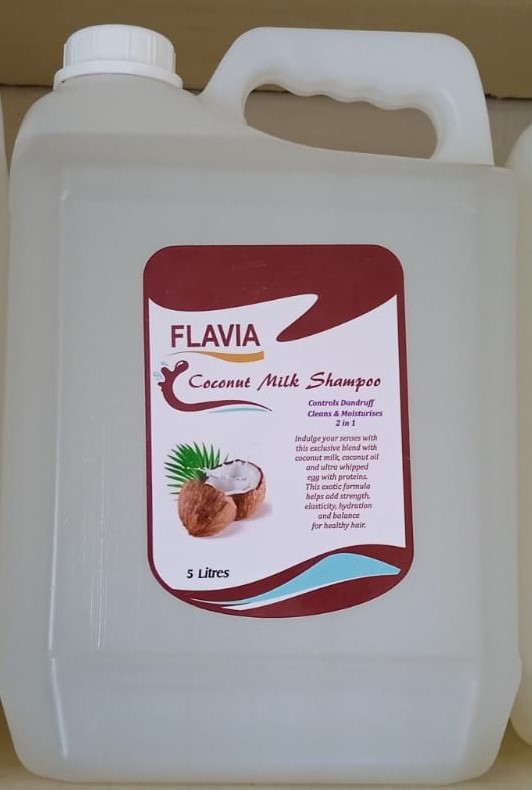 FLAVIA
Coconut Milk Shampoo
Controls Dandruff
Cleans & Moisturises
2 in 1
Indulge your senses with
this exclusive blend with
coconut milk, coconut oil
and ultra whipped
egg with proteins.
This exotic formula
helps add strength,
elasticity, hydration
and balance
for healthy hair.
5 Litres